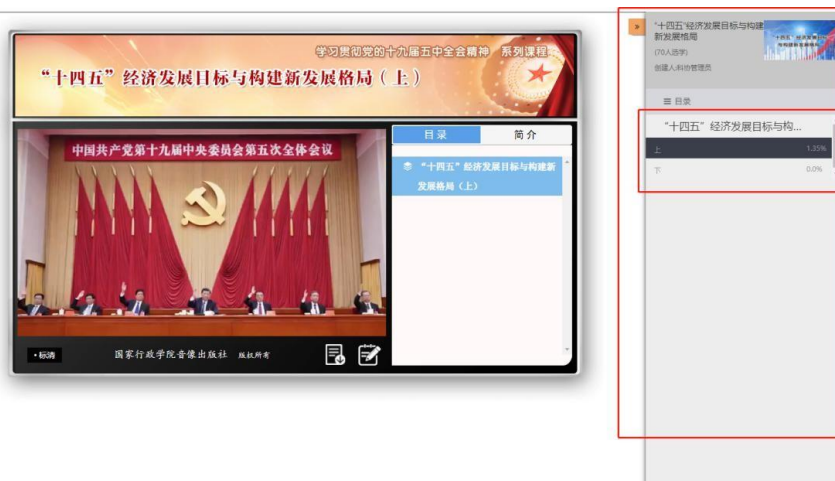 学习贯彻党的十九届五中全会精神 系列课程
“十四五”经济发展目标与构建新发展格局（上）
中国共产党第十九届中央委员会第五次全体会议
目录
简介
“十四五”经济发展目标与构建新
发展格局（上）
·标清
国家行政学院音像出版社 版权所有
»
"十四五"经济发展目标与构建
新发展格局
(70人选学)
创建人:科协管理员
目录
“十四五”经济发展目标与构...
上 1.35%
下 0.0%